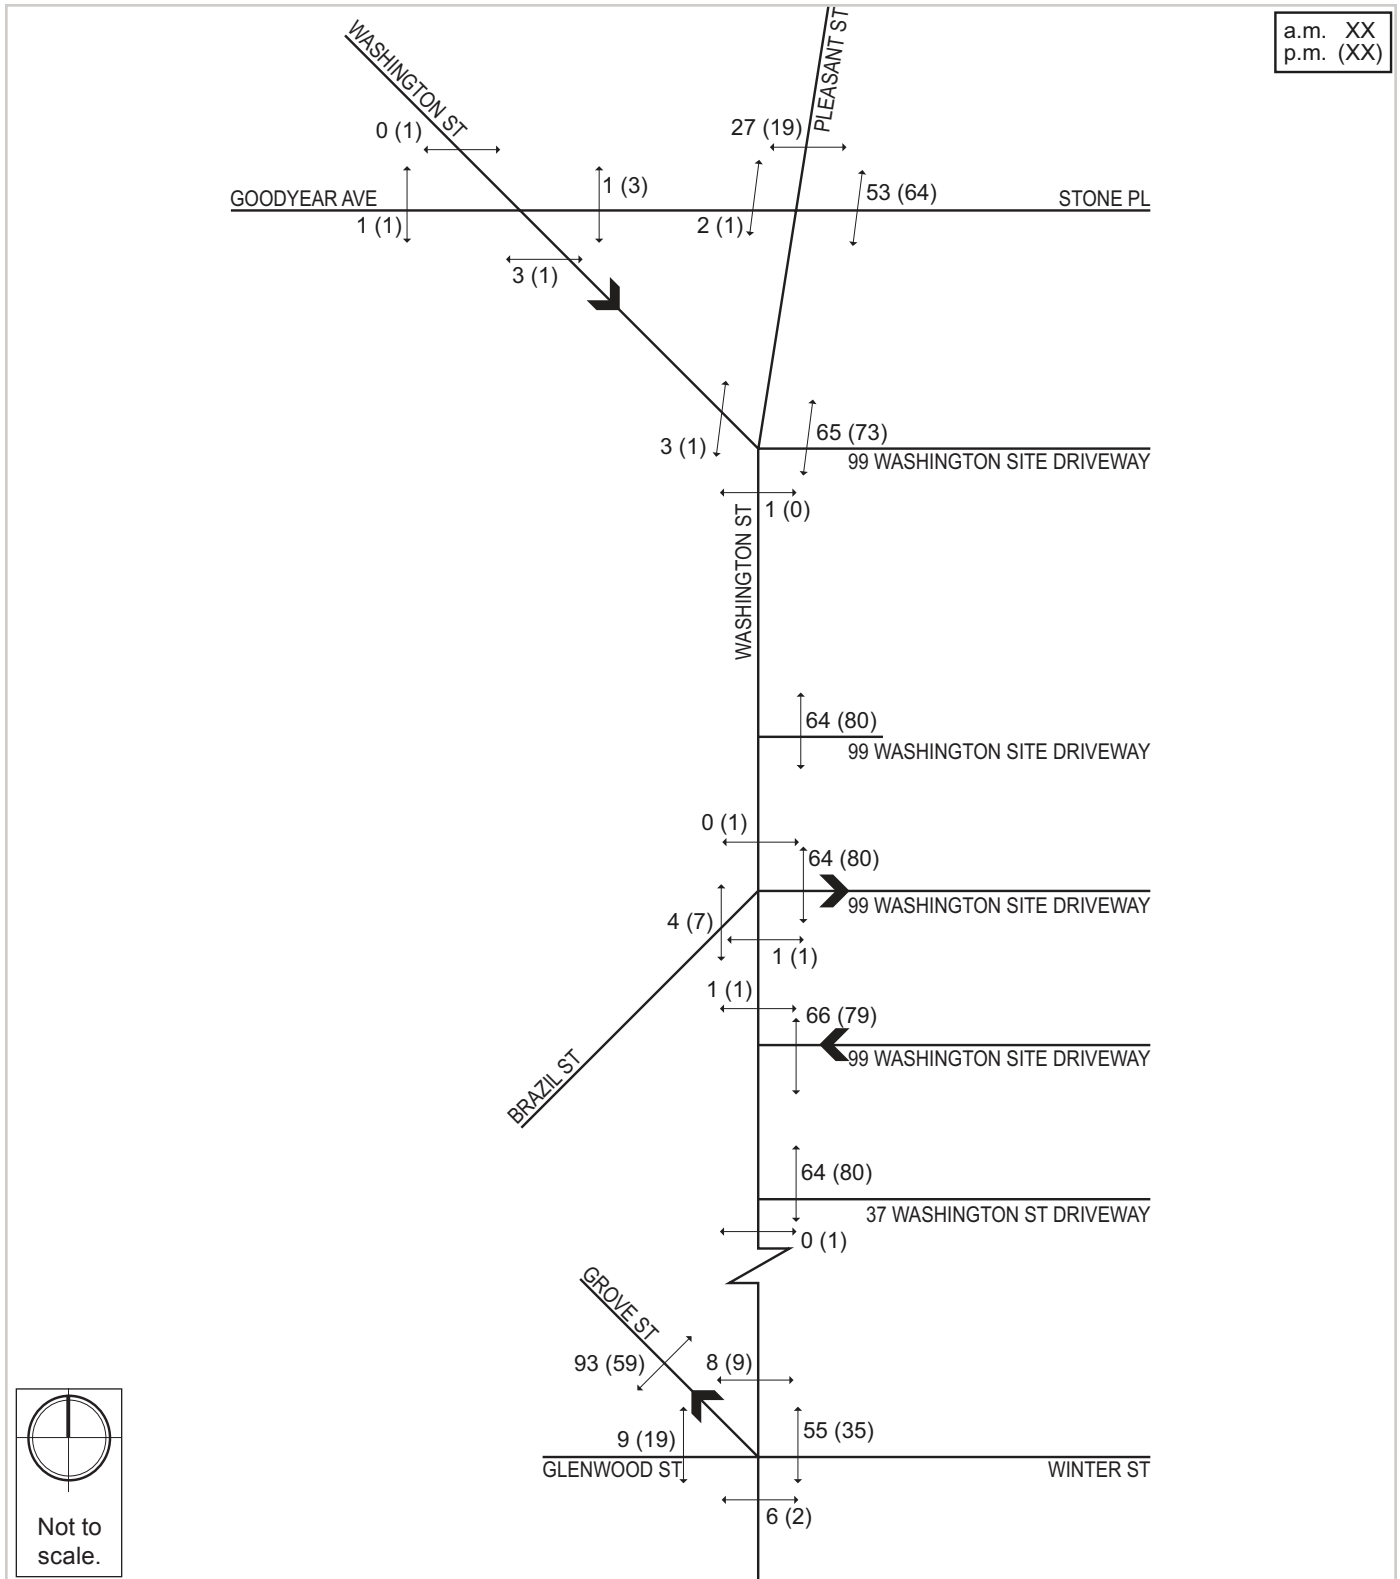 a.m. XX
p.m. (XX)
WASHINGTON ST
PLEASANT ST
0 (1)
27 (19)
GOODYEAR AVE
1 (3)
53 (64)
STONE PL
1 (1)
2 (1)
3 (1)
3 (1)
65 (73)
99 WASHINGTON SITE DRIVEWAY
1 (0)
WASHINGTON ST
64 (80)
99 WASHINGTON SITE DRIVEWAY
0 (1)
64 (80)
99 WASHINGTON SITE DRIVEWAY
4 (7)
1 (1)
1 (1)
66 (79)
99 WASHINGTON SITE DRIVEWAY
BRAZIL ST
64 (80)
37 WASHINGTON ST DRIVEWAY
0 (1)
GROVE ST
93 (59)
8 (9)
9 (19)
55 (35)
GLENWOOD ST
WINTER ST
6 (2)
Not to
scale.